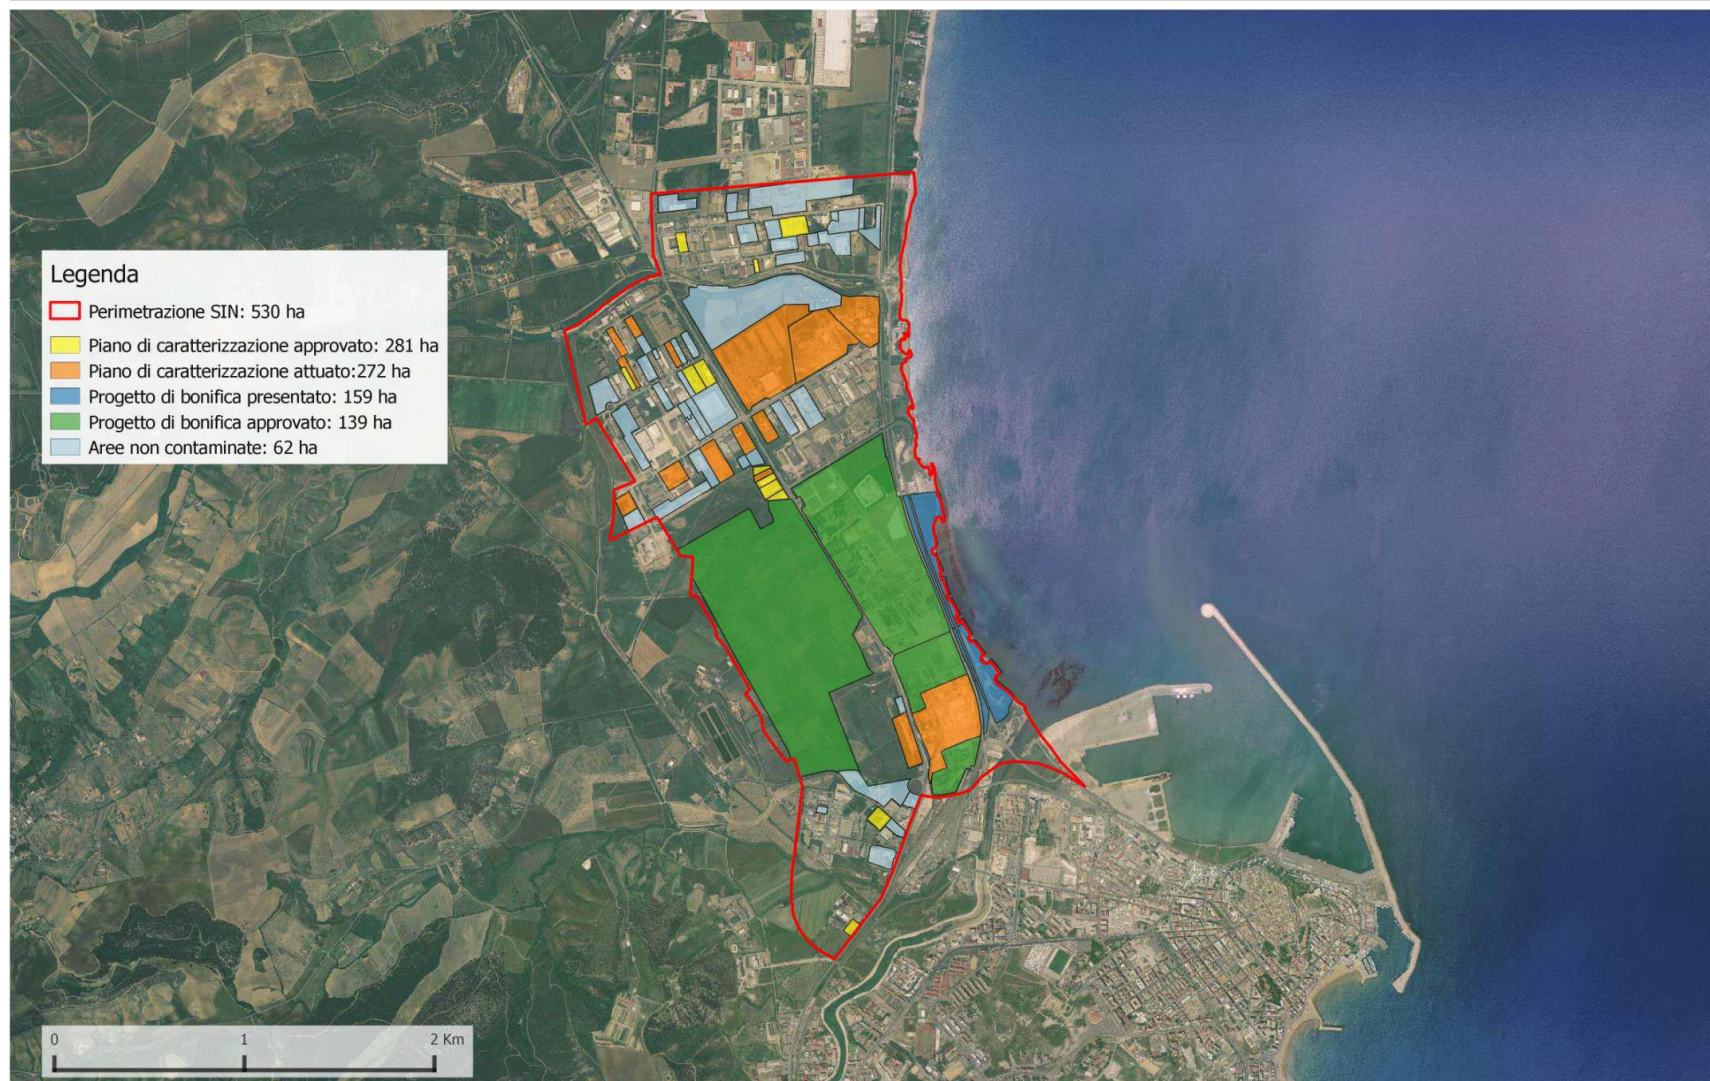 Legenda
Perimetrazione SIN: 530 ha
Piano di caratterizzazione approvato: 281 ha
Piano di caratterizzazione attuato:272 ha
Progetto di bonifica presentato: 159 ha
Progetto di bonifica approvato: 139 ha
Aree non contaminate: 62 ha
0 1 2 Km